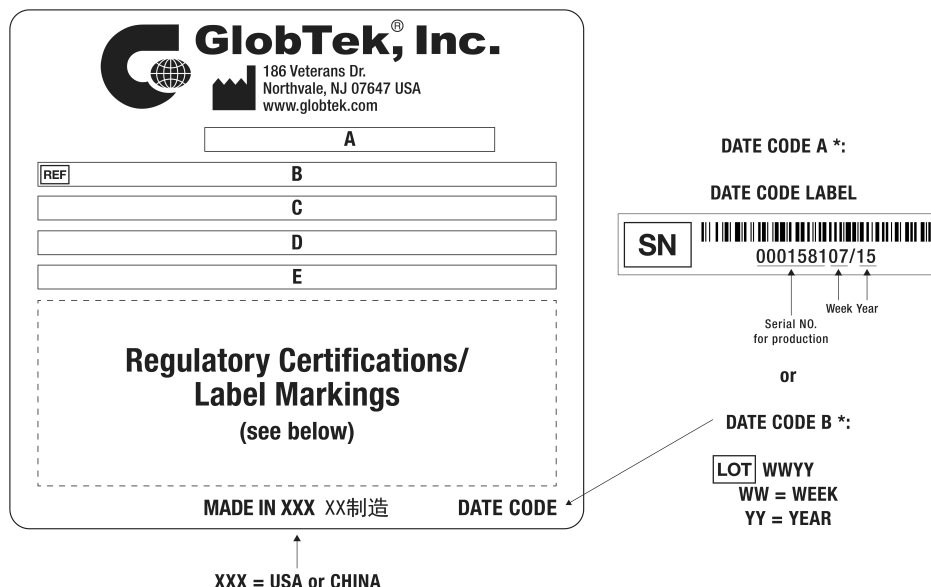 GlobTek,® Inc.
186 Veterans Dr.
Northvale, NJ 07647 USA
www.globtek.com
A
REF B
C
D
E
Regulatory Certifications/
Label Markings
(see below)
MADE IN XXX XX制造 DATE CODE
XXX = USA or CHINA
DATE CODE A *:
DATE CODE LABEL
SN
000158107/15
Week Year
Serial NO.
for production
or
DATE CODE B *:
LOT WWYY
WW = WEEK
YY = YEAR